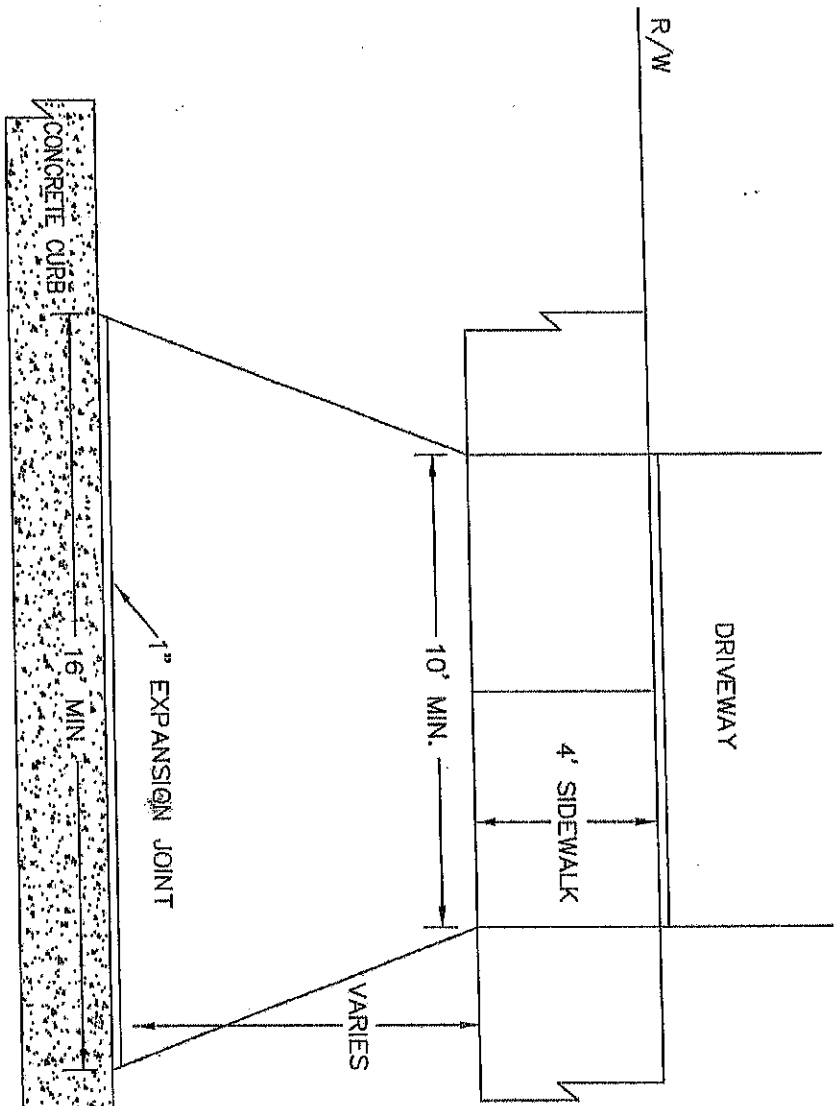 R/W
DRIVEWAY
4' SIDEWALK
10' MIN.
VARIES
1" EXPANSION JOINT
CONCRETE CURB
16' MIN.